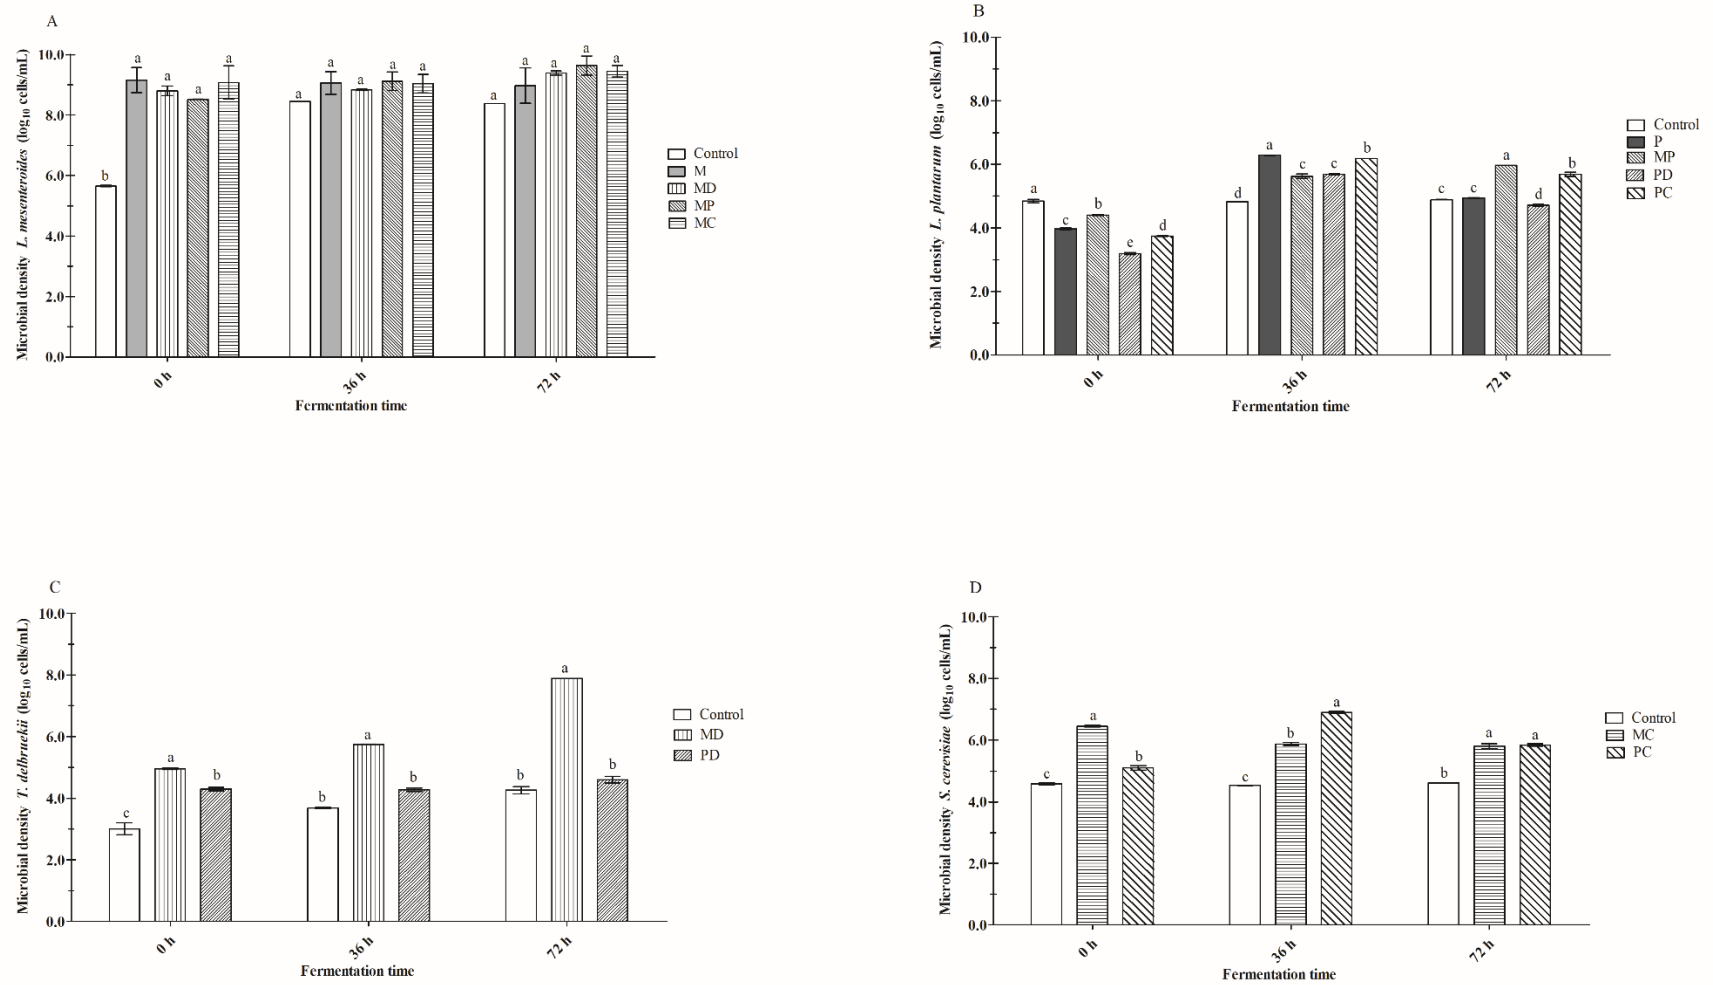 A
Microbial density L. mesenteroides (log10 cells/mL)
10.0
8.0
6.0
4.0
2.0
0.0
b a a a a
a a a a a
a a a a a
0 h 36 h 72 h
Fermentation time
Control
M
MD
MP
MC
B
Microbial density L. plantarum (log10 cells/mL)
10.0
8.0
6.0
4.0
2.0
0.0
a c b e d
d a c c b
c c a d b
0 h 36 h 72 h
Fermentation time
Control
P
MP
PD
PC
C
Microbial density T. delbruekii (log10 cells/mL)
10.0
8.0
6.0
4.0
2.0
0.0
c a b
b a b
b a b
0 h 36 h 72 h
Fermentation time
Control
MD
PD
D
Microbial density S. cerevisiae (log10 cells/mL)
10.0
8.0
6.0
4.0
2.0
0.0
c a b
c b a
b a a
0 h 36 h 72 h
Fermentation time
Control
MC
PC